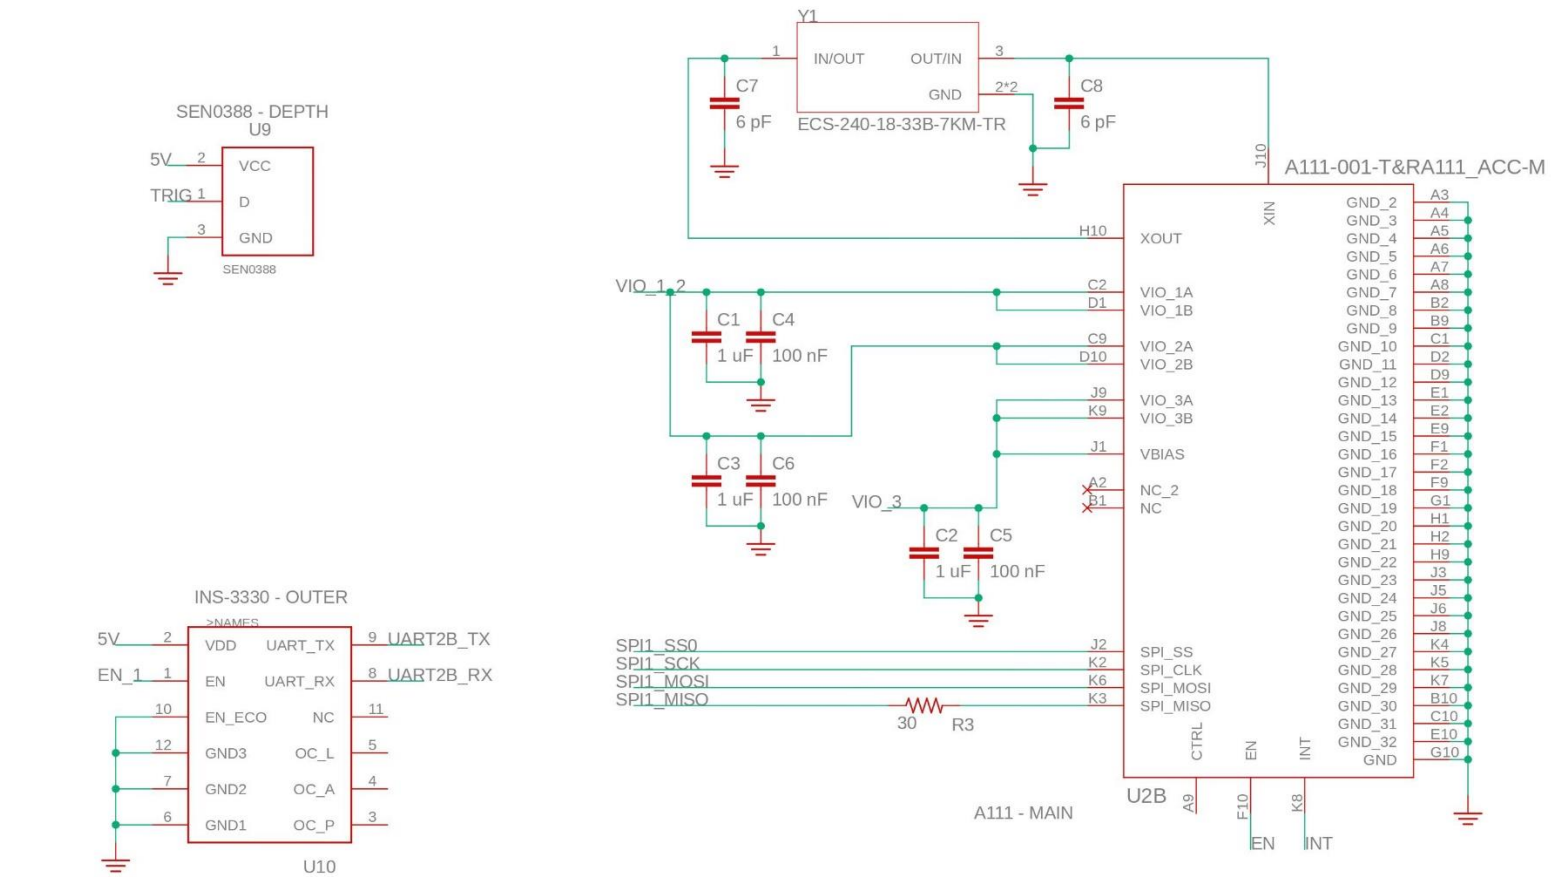 SEN0388 - DEPTH
U9
5V 2 VCC
TRIG 1 D
3 GND
SEN0388
INS-3330 - OUTER
>NAMES
5V 2 VDD UART_TX 9 UART2B_TX
EN_1 1 EN UART_RX 8 UART2B_RX
10 EN_ECO NC 11
12 GND3 OC_L 5
7 GND2 OC_A 4
6 GND1 OC_P 3
U10
Y1
1 IN/OUT OUT/IN 3
GND 2*2
ECS-240-18-33B-7KM-TR
C7
6 pF
C8
6 pF
A111-001-T&RA111_ACC-M
J10
XIN
H10 XOUT
VIO_1_2
C2 VIO_1A
D1 VIO_1B
C1 C4
1 uF 100 nF
C9 VIO_2A
D10 VIO_2B
J9 VIO_3A
K9 VIO_3B
J1 VBIAS
C3 C6
1 uF 100 nF
A2 NC_2
B1 NC
VIO_3
C2 C5
1 uF 100 nF
SPI1_SS0 J2 SPI_SS
SPI1_SCK K2 SPI_CLK
SPI1_MOSI K6 SPI_MOSI
SPI1_MISO K3 SPI_MISO
30 R3
CTRL EN INT
A9 F10 K8
EN INT
U2B
A111 - MAIN
GND_2 A3
GND_3 A4
GND_4 A5
GND_5 A6
GND_6 A7
GND_7 A8
GND_8 B2
GND_9 B9
GND_10 C1
GND_11 D2
GND_12 D9
GND_13 E1
GND_14 E2
GND_15 E9
GND_16 F1
GND_17 F2
GND_18 F9
GND_19 G1
GND_20 H1
GND_21 H2
GND_22 H9
GND_23 J3
GND_24 J5
GND_25 J6
GND_26 J8
GND_27 K4
GND_28 K5
GND_29 K7
GND_30 B10
GND_31 C10
GND_32 E10
GND G10